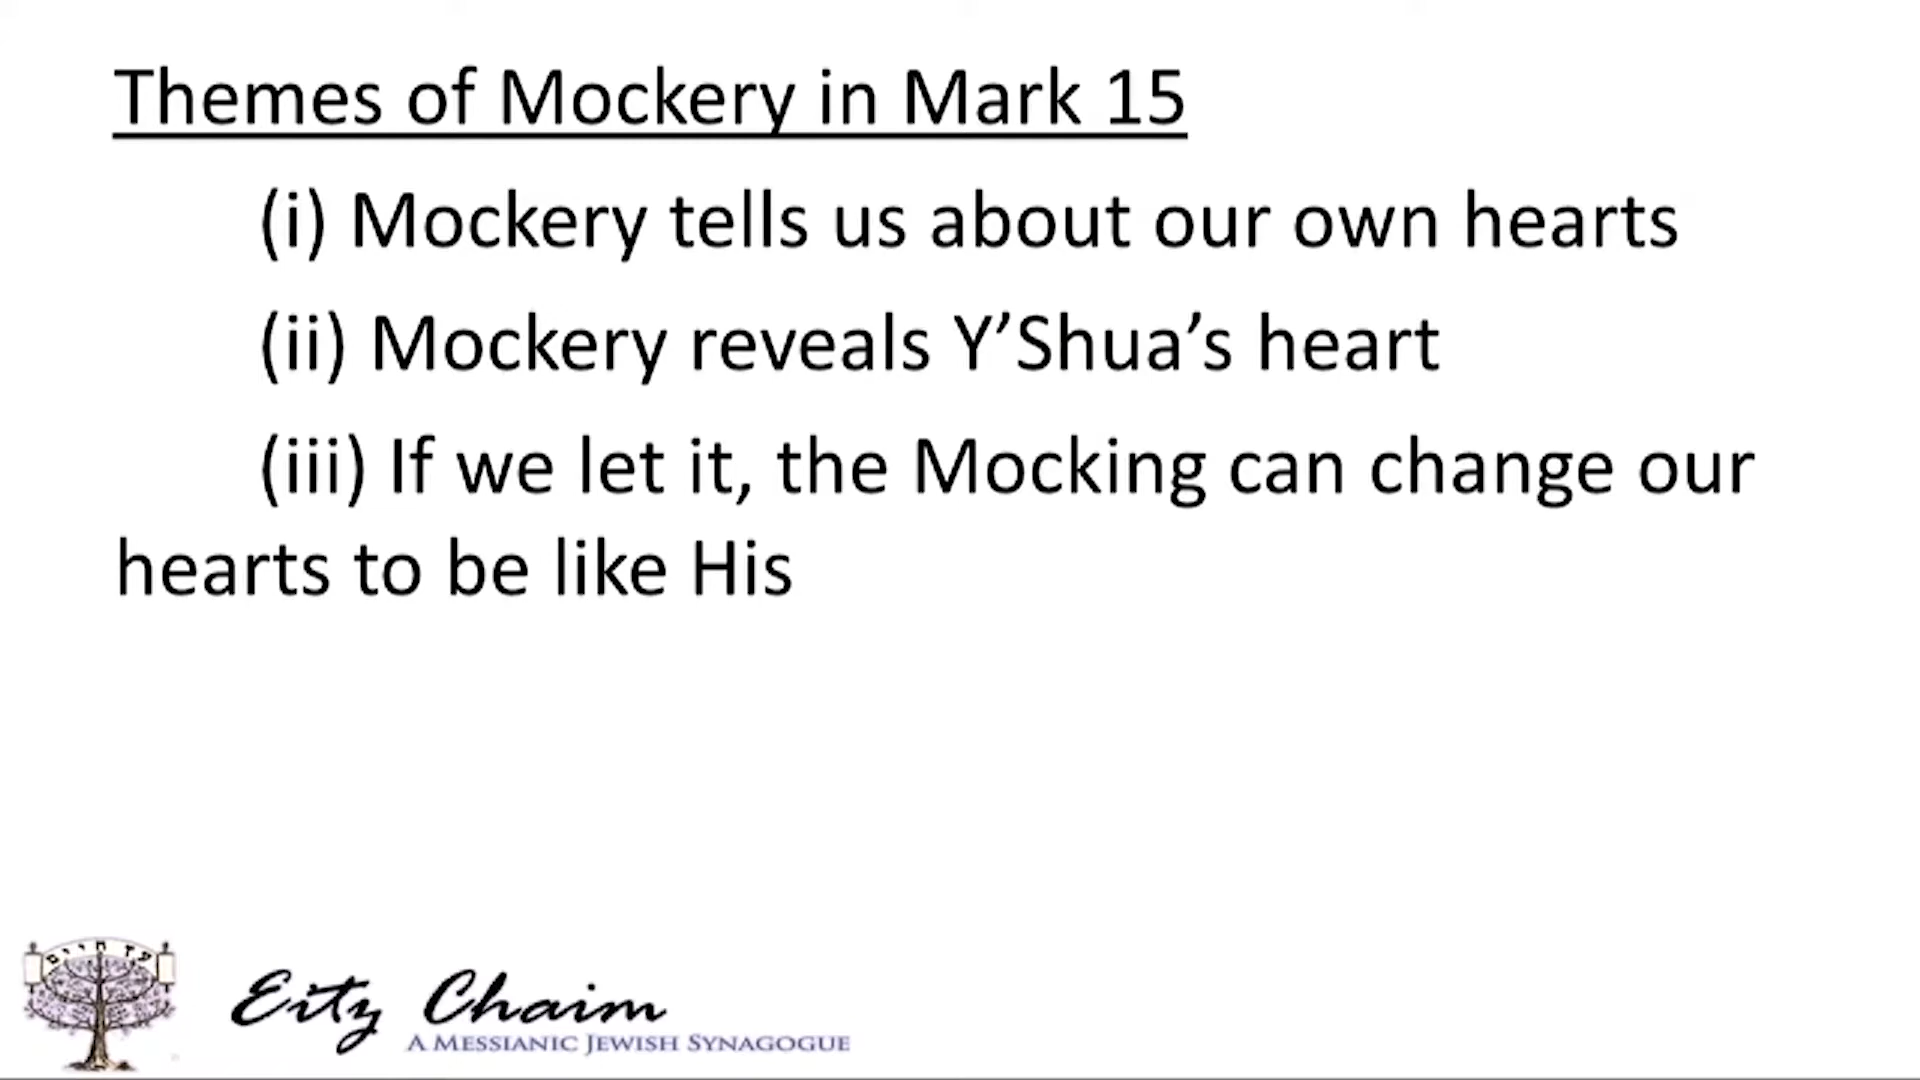 Themes of Mockery in Mark 15
(i) Mockery tells us about our own hearts
(ii) Mockery reveals Y’Shua’s heart
(iii) If we let it, the Mocking can change our
hearts to be like His
עץ חיים
Eitz Chaim
A MESSIANIC JEWISH SYNAGOGUE